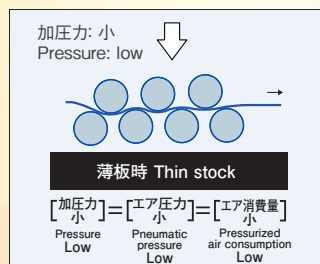 加圧力: 小
Pressure: low
薄板時 Thin stock
[加圧力 小]=[エア圧力 小]=[エア消費量 小]
Pressure Low
Pneumatic pressure Low
Pressurized air consumption Low